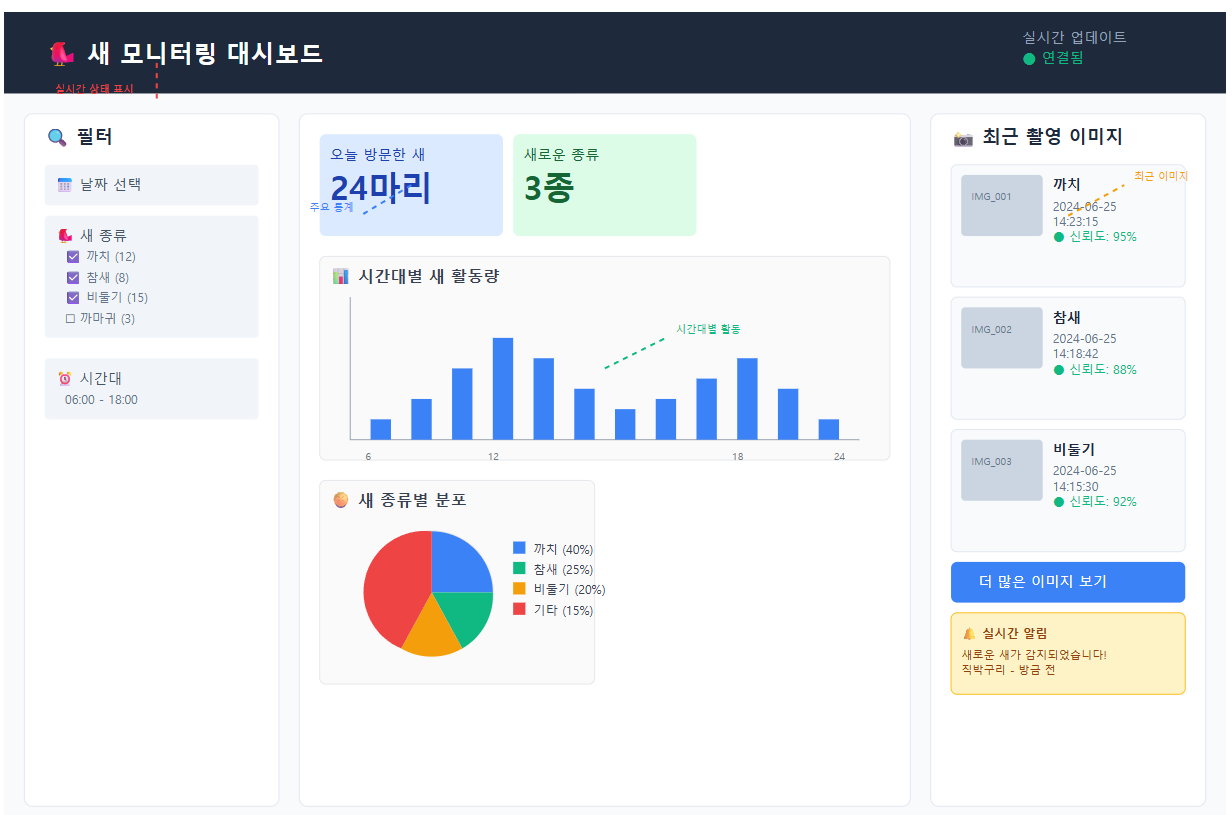 새 모니터링 대시보드
실시간 상태 표시
실시간 업데이트
연결됨
필터
날짜 선택
새 종류
까치 (12)
참새 (8)
비둘기 (15)
까마귀 (3)
시간대
06:00 - 18:00
오늘 방문한 새
24마리
주요 통계
새로운 종류
3종
시간대별 새 활동량
시간대별 활동
6 12 18 24
새 종류별 분포
까치 (40%)
참새 (25%)
비둘기 (20%)
기타 (15%)
최근 촬영 이미지
최근 이미지
IMG_001
까치
2024-06-25
14:23:15
신뢰도: 95%
IMG_002
참새
2024-06-25
14:18:42
신뢰도: 88%
IMG_003
비둘기
2024-06-25
14:15:30
신뢰도: 92%
더 많은 이미지 보기
실시간 알림
새로운 새가 감지되었습니다!
직박구리 - 방금 전